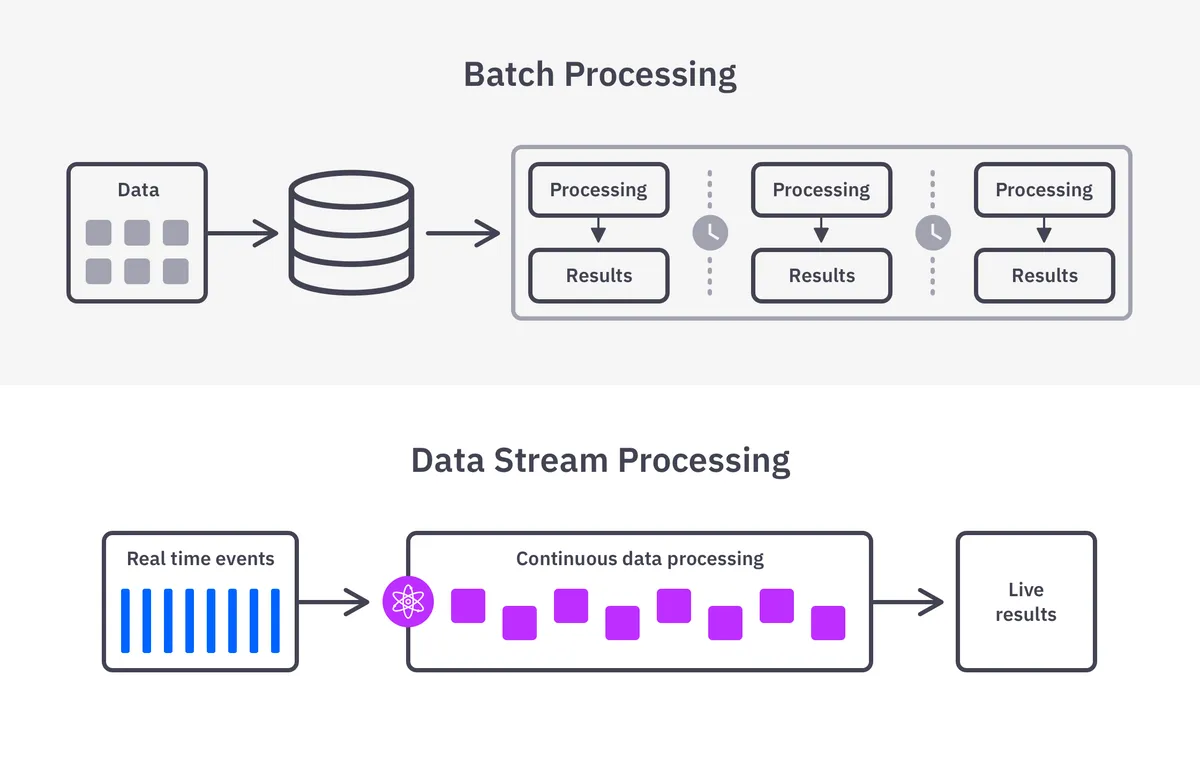 Batch Processing
Data
Processing
Processing
Processing
Results
Results
Results
Data Stream Processing
Real time events
Continuous data processing
Live
results